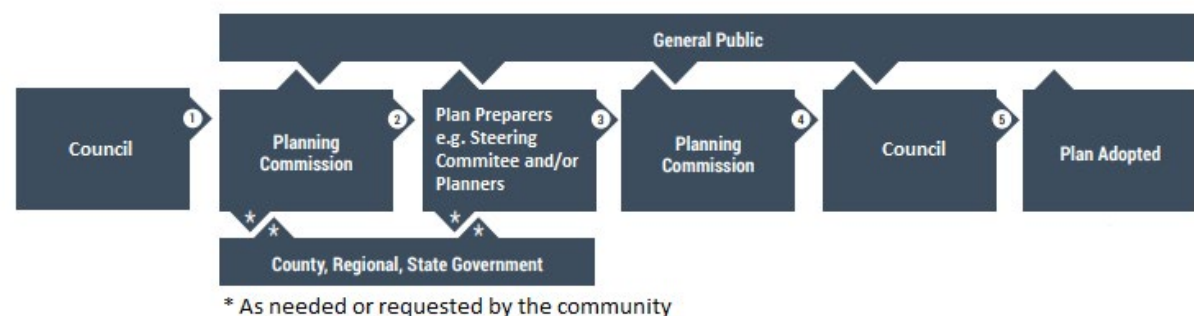 General Public
Council
1
Planning
Commission
2
Plan Preparers
e.g. Steering
Commitee and/or
Planners
3
Planning
Commission
4
Council
5
Plan Adopted
*
*
*
*
County, Regional, State Government
* As needed or requested by the community